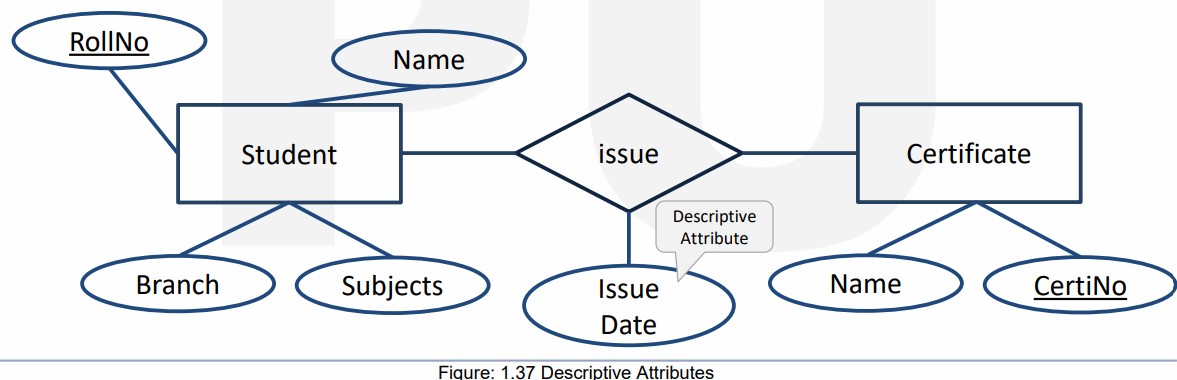 RollNo
Name
Student
issue
Certificate
Descriptive
Attribute
Branch
Subjects
Issue
Date
Name
CertiNo
Figure: 1.37 Descriptive Attributes